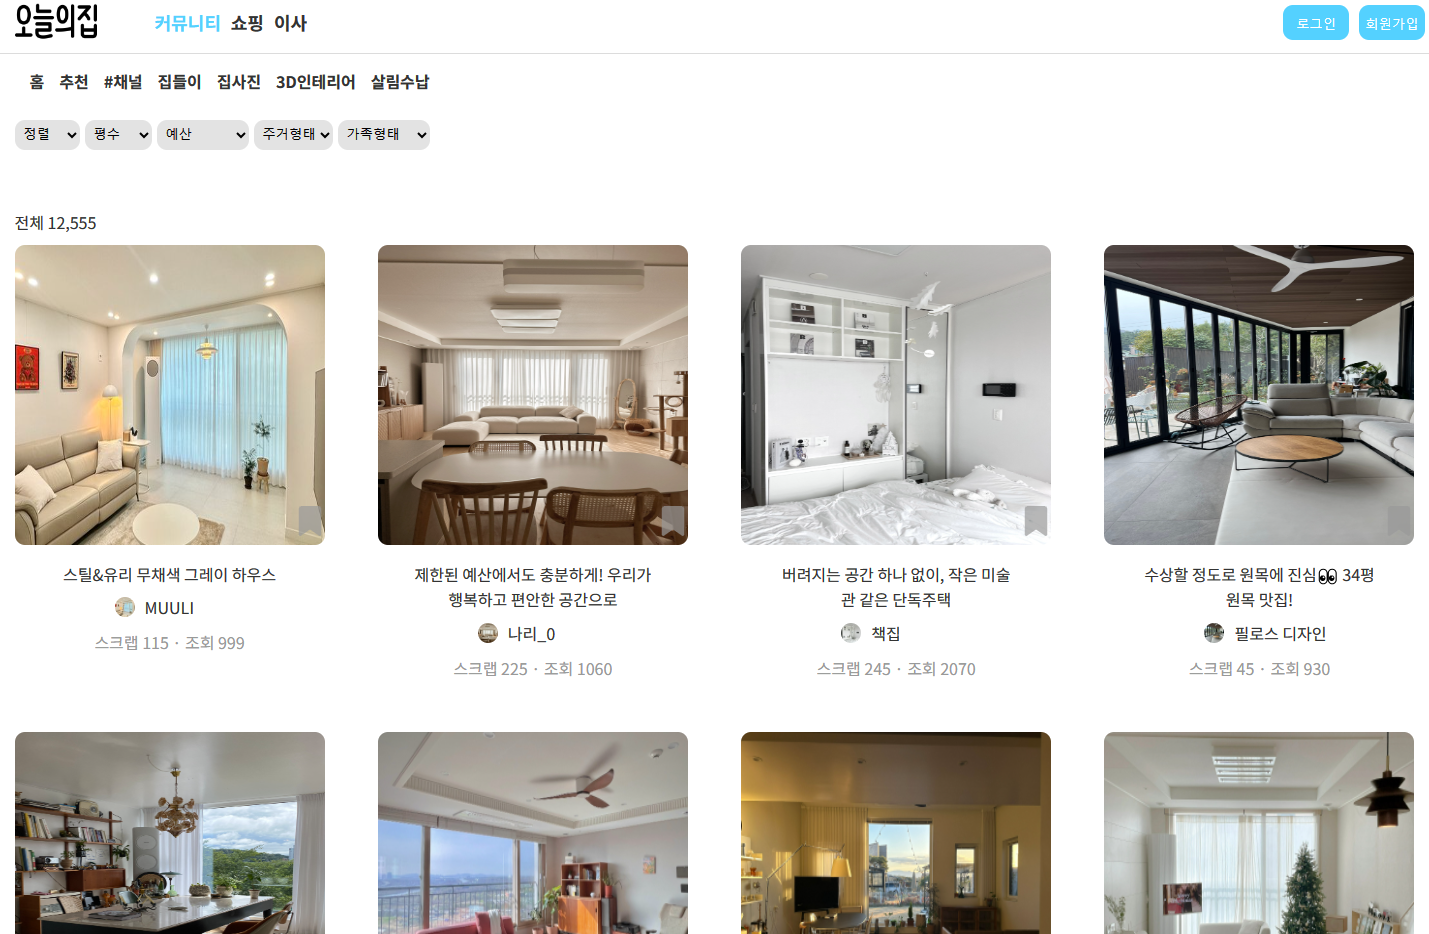 오늘의집
커뮤니티 쇼핑 이사
로그인 회원가입
홈 추천 #채널 집들이 집사진 3D인테리어 살림수납
정렬 평수 예산 주거형태 가족형태
전체 12,555
스틸&유리 무채색 그레이 하우스
MUULI
스크랩 115 · 조회 999
제한된 예산에서도 충분하게! 우리가
행복하고 편안한 공간으로
나리_0
스크랩 225 · 조회 1060
버려지는 공간 하나 없이, 작은 미술
관 같은 단독주택
책집
스크랩 245 · 조회 2070
수상할 정도로 원목에 진심👀 34평
원목 맛집!
필로스 디자인
스크랩 45 · 조회 930